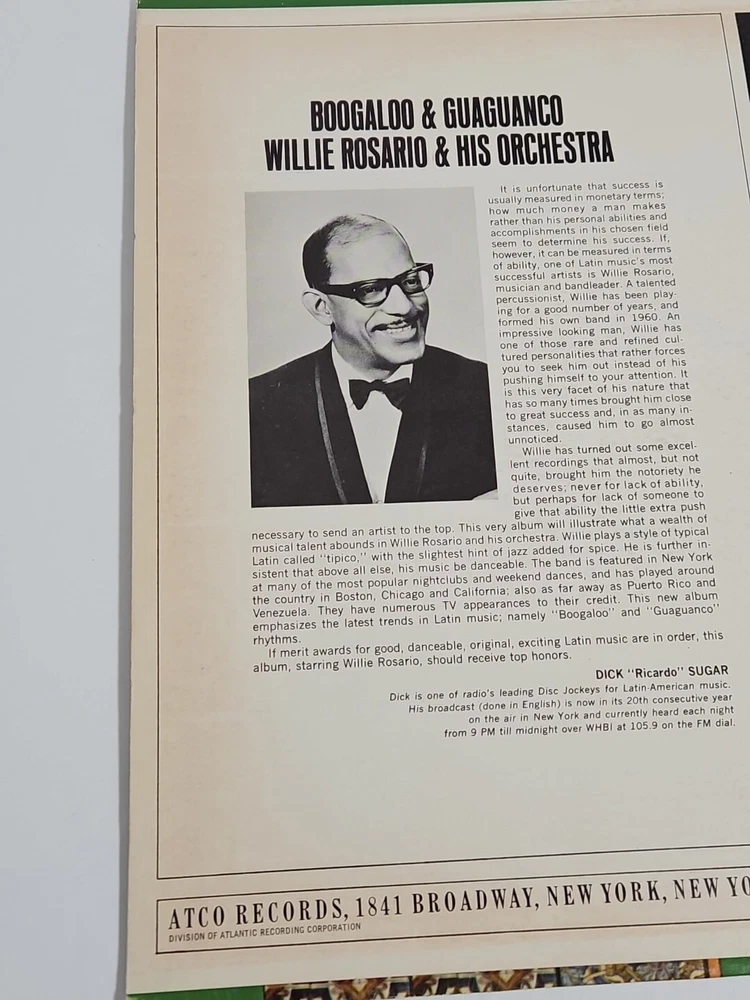 BOOGALOO & GUAGUANCO
WILLIE ROSARIO & HIS ORCHESTRA
It is unfortunate that success is
usually measured in monetary terms;
how much money a man makes
rather than his personal abilities and
accomplishments in his chosen field
seem to determine his success. If,
however, it can be measured in terms
of ability, one of Latin music's most
successful artists is Willie Rosario,
musician and bandleader. A talented
percussionist, Willie has been play-
ing for a good number of years, and
formed his own band in 1960. An
impressive looking man, Willie has
one of those rare and refined cul-
tured personalities that rather forces
you to seek him out instead of his
pushing himself to your attention. It
is this very facet of his nature that
has so many times brought him close
to great success and, in as many in-
stances, caused him to go almost
unnoticed.
Willie has turned out some excel-
lent recordings that almost, but not
quite, brought him the notoriety he
deserves; never for lack of ability,
but perhaps for lack of someone to
give that ability the little extra push
necessary to send an artist to the top. This very album will illustrate what a wealth of
musical talent abounds in Willie Rosario and his orchestra. Willie plays a style of typical
Latin called "tipico," with the slightest hint of jazz added for spice. He is further in-
sistent that above all else, his music be danceable. The band is featured in New York
at many of the most popular nightclubs and weekend dances, and has played around
the country in Boston, Chicago and California; also as far away as Puerto Rico and
Venezuela. They have numerous TV appearances to their credit. This new album
emphasizes the latest trends in Latin music; namely "Boogaloo" and "Guaguanco"
rhythms.
If merit awards for good, danceable, original, exciting Latin music are in order, this
album, starring Willie Rosario, should receive top honors.
DICK "Ricardo" SUGAR
Dick is one of radio's leading Disc Jockeys for Latin-American music.
His broadcast (done in English) is now in its 20th consecutive year
on the air in New York and currently heard each night
from 9 PM till midnight over WHBI at 105.9 on the FM dial.
ATCO RECORDS, 1841 BROADWAY, NEW YORK, NEW YO
DIVISION OF ATLANTIC RECORDING CORPORATION